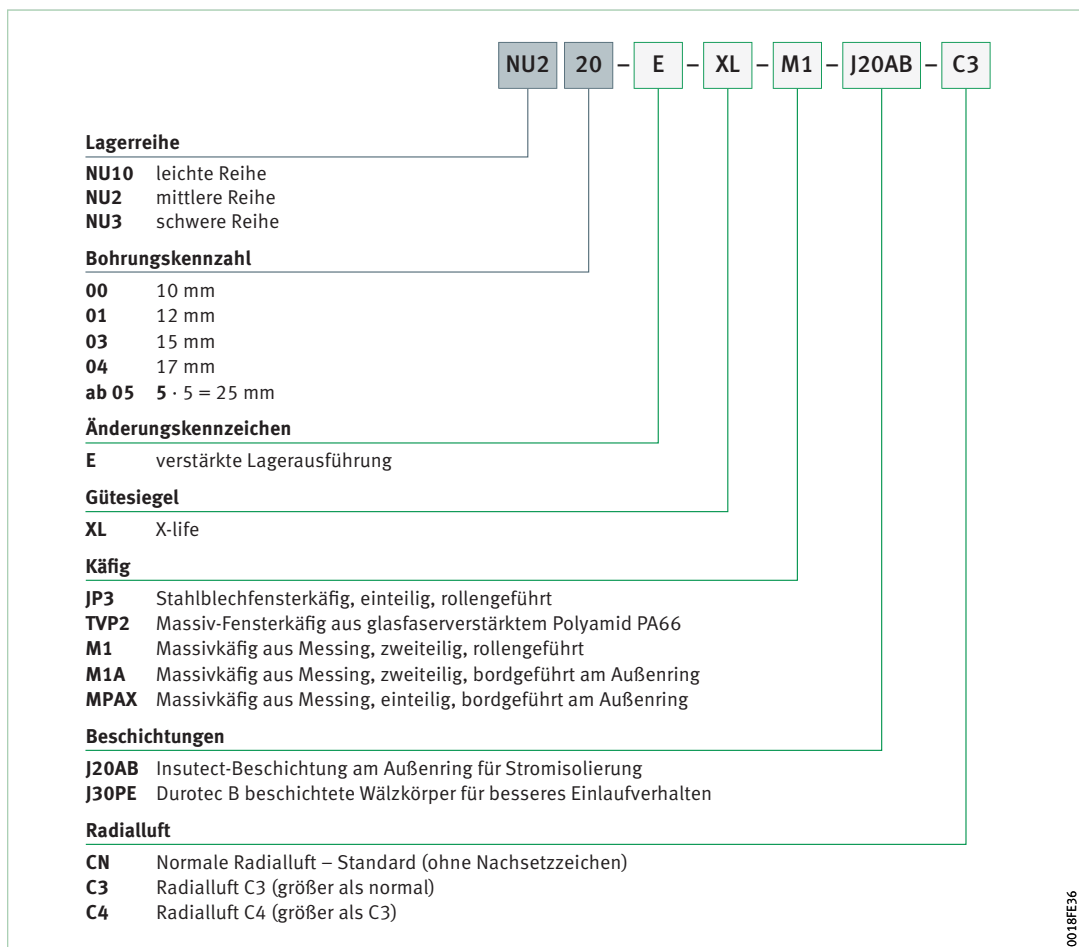 NU2 20 – E – XL – M1 – J20AB – C3
Lagerreihe
NU10 leichte Reihe
NU2 mittlere Reihe
NU3 schwere Reihe
Bohrungskennzahl
00 10 mm
01 12 mm
03 15 mm
04 17 mm
ab 05 5 · 5 = 25 mm
Änderungskennzeichen
E verstärkte Lagerausführung
Gütesiegel
XL X-life
Käfig
JP3 Stahlblechfensterkäfig, einteilig, rollengeführt
TVP2 Massiv-Fensterkäfig aus glasfaserverstärktem Polyamid PA66
M1 Massivkäfig aus Messing, zweiteilig, rollengeführt
M1A Massivkäfig aus Messing, zweiteilig, bordgeführt am Außenring
MPAX Massivkäfig aus Messing, einteilig, bordgeführt am Außenring
Beschichtungen
J20AB Insutect-Beschichtung am Außenring für Stromisolierung
J30PE Durotec B beschichtete Wälzkörper für besseres Einlaufverhalten
Radialluft
CN Normale Radialluft – Standard (ohne Nachsetzzeichen)
C3 Radialluft C3 (größer als normal)
C4 Radialluft C4 (größer als C3)
0018FE36